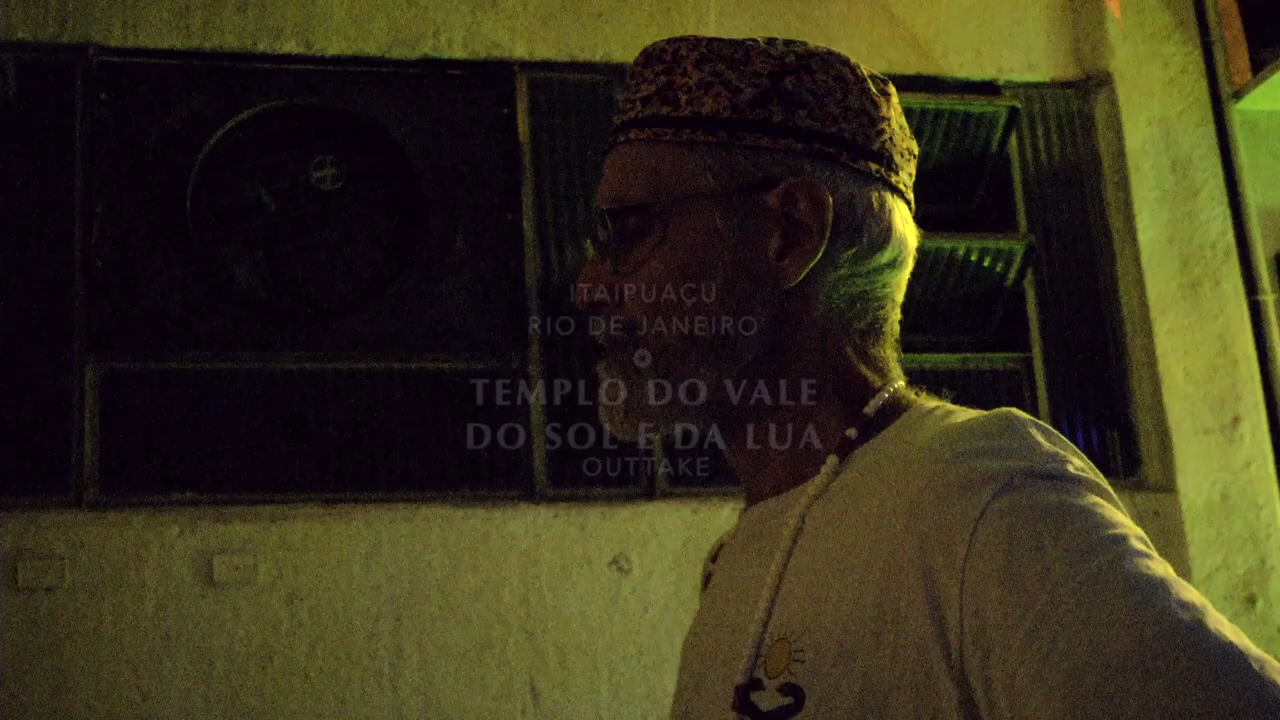 ITAIPUAÇU
RIO DE JANEIRO
TEMPLO DO VALE
DO SOL E DA LUA
OUTTAKE